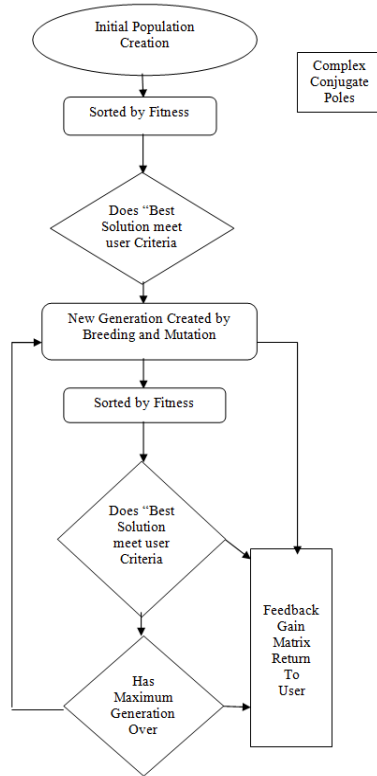 Initial Population
Creation
Complex
Conjugate
Poles
Sorted by Fitness
Does “Best
Solution meet
user Criteria
New Generation Created by
Breeding and Mutation
Sorted by Fitness
Does “Best
Solution
meet user
Criteria
Feedback
Gain
Matrix
Return
To
User
Has
Maximum
Generation
Over